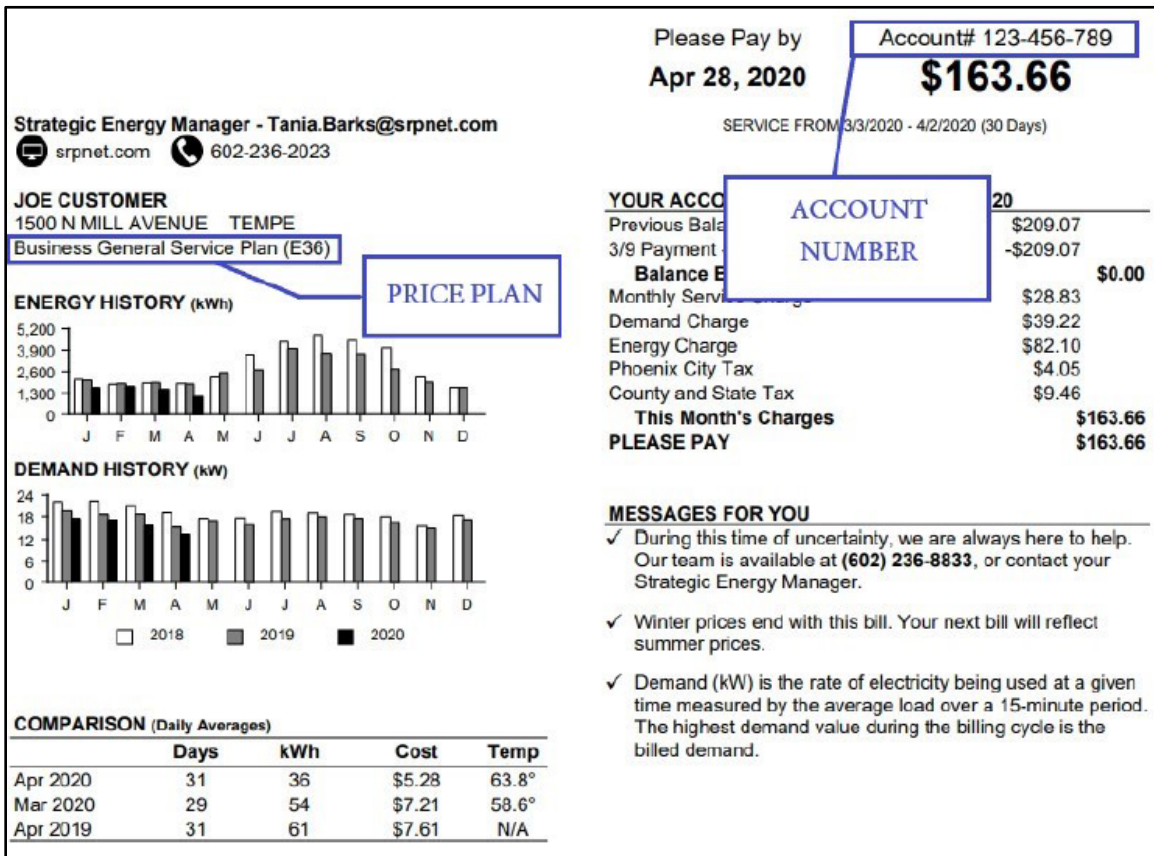 Please Pay by
Account# 123-456-789
Apr 28, 2020
$163.66
Strategic Energy Manager - Tania.Barks@srpnet.com
srpnet.com 602-236-2023
SERVICE FROM 3/3/2020 - 4/2/2020 (30 Days)
JOE CUSTOMER
1500 N MILL AVENUE TEMPE
Business General Service Plan (E36)
PRICE PLAN
ENERGY HISTORY (kWh)
5,200
3,900
2,600
1,300
0
J F M A M J J A S O N D
DEMAND HISTORY (kW)
24
18
12
6
0
J F M A M J J A S O N D
2018 2019 2020
COMPARISON (Daily Averages)
Days kWh Cost Temp
Apr 2020 31 36 $5.28 63.8°
Mar 2020 29 54 $7.21 58.6°
Apr 2019 31 61 $7.61 N/A
ACCOUNT
NUMBER
YOUR 20
Previous $209.07
3/9 Payment -$209.07
Balance $0.00
Monthly $28.83
Demand Charge $39.22
Energy Charge $82.10
Phoenix City Tax $4.05
County and State Tax $9.46
This Month's Charges $163.66
PLEASE PAY $163.66
MESSAGES FOR YOU
✓ During this time of uncertainty, we are always here to help.
Our team is available at (602) 236-8833, or contact your
Strategic Energy Manager.
✓ Winter prices end with this bill. Your next bill will reflect
summer prices.
✓ Demand (kW) is the rate of electricity being used at a given
time measured by the average load over a 15-minute period.
The highest demand value during the billing cycle is the
billed demand.